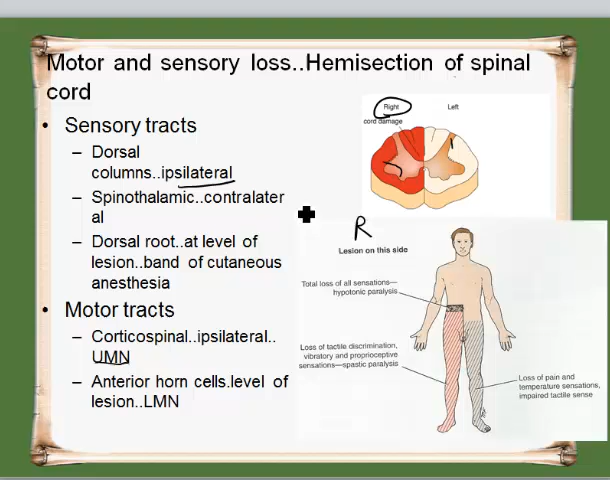 Motor and sensory loss..Hemisection of spinal
cord
• Sensory tracts
– Dorsal
columns..ipsilateral
– Spinothalamic..contralater
al
– Dorsal root..at level of
lesion..band of cutaneous
anesthesia
• Motor tracts
– Corticospinal..ipsilateral..
UMN
– Anterior horn cells.level of
lesion..LMN
Right
Left
cord damage
R
Lesion on this side
Total loss of all sensations—
hypotonic paralysis
Loss of tactile discrimination,
vibratory and proprioceptive
sensations—spastic paralysis
Loss of pain and
temperature sensations,
impaired tactile sense